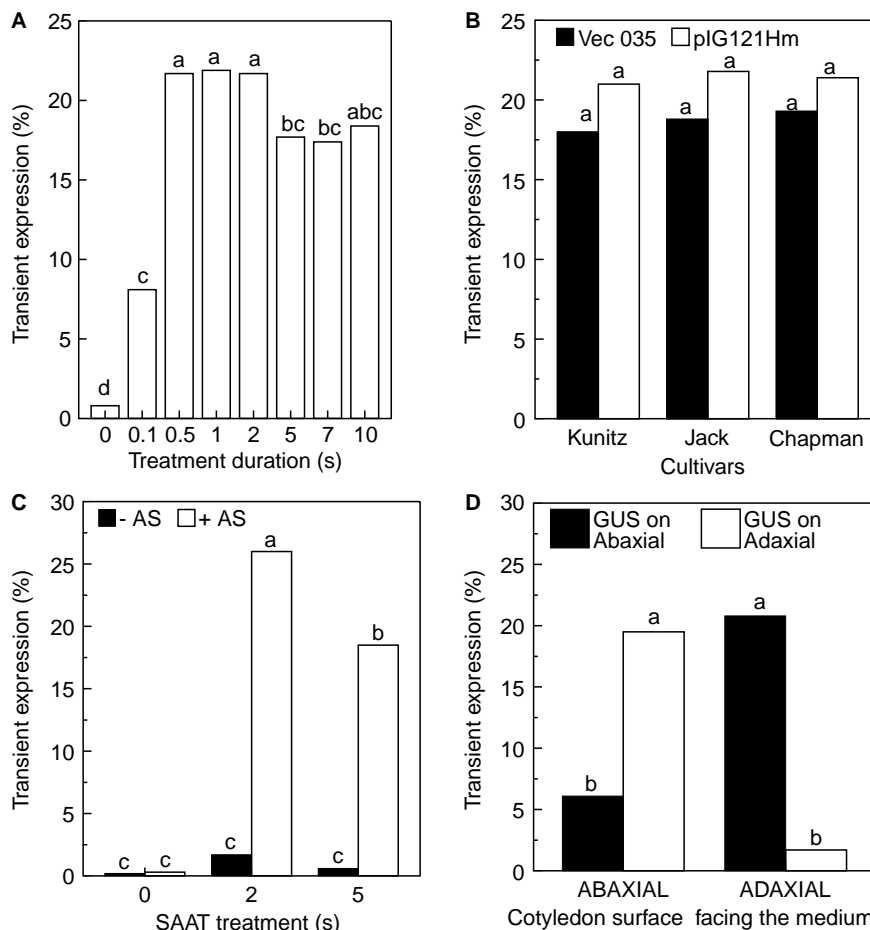 A
Transient expression (%)
25
20
15
10
5
0
d
c
a
a
a
bc
bc
abc
0 0.1 0.5 1 2 5 7 10
Treatment duration (s)
B
Transient expression (%)
25
20
15
10
5
0
Vec 035 pIG121Hm
a a a a a a
Kunitz Jack Chapman
Cultivars
C
Transient expression (%)
30
25
20
15
10
5
0
- AS + AS
c c c a c b
0 2 5
SAAT treatment (s)
D
Transient expression (%)
30
25
20
15
10
5
0
GUS on Abaxial
GUS on Adaxial
b a a b
ABAXIAL ADAXIAL
Cotyledon surface facing the medium